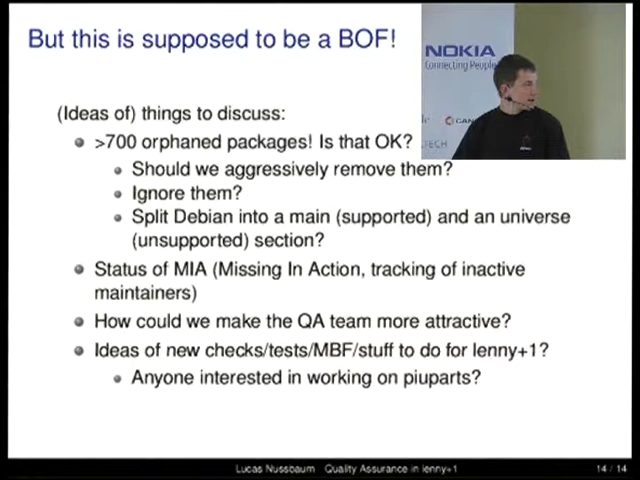 But this is supposed to be a BOF!
NOKIA
Connecting People
(Ideas of) things to discuss:
>700 orphaned packages! Is that OK?
Should we aggressively remove them?
Ignore them?
Split Debian into a main (supported) and an universe
(unsupported) section?
Status of MIA (Missing In Action, tracking of inactive
maintainers)
How could we make the QA team more attractive?
Ideas of new checks/tests/MBF/stuff to do for lenny+1?
Anyone interested in working on piuparts?
Lucas Nussbaum Quality Assurance in lenny+1
14 / 14